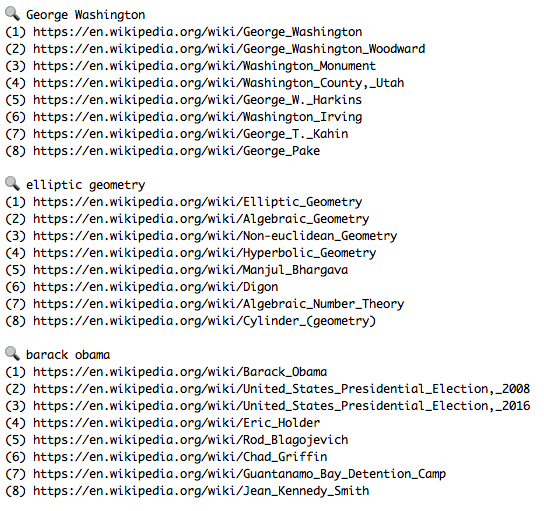 George Washington
(1) https://en.wikipedia.org/wiki/George_Washington
(2) https://en.wikipedia.org/wiki/George_Washington_Woodward
(3) https://en.wikipedia.org/wiki/Washington_Monument
(4) https://en.wikipedia.org/wiki/Washington_County,_Utah
(5) https://en.wikipedia.org/wiki/George_W._Harkins
(6) https://en.wikipedia.org/wiki/Washington_Irving
(7) https://en.wikipedia.org/wiki/George_T._Kahin
(8) https://en.wikipedia.org/wiki/George_Pake
elliptic geometry
(1) https://en.wikipedia.org/wiki/Elliptic_Geometry
(2) https://en.wikipedia.org/wiki/Algebraic_Geometry
(3) https://en.wikipedia.org/wiki/Non-euclidean_Geometry
(4) https://en.wikipedia.org/wiki/Hyperbolic_Geometry
(5) https://en.wikipedia.org/wiki/Manjul_Bhargava
(6) https://en.wikipedia.org/wiki/Digon
(7) https://en.wikipedia.org/wiki/Algebraic_Number_Theory
(8) https://en.wikipedia.org/wiki/Cylinder_(geometry)
barack obama
(1) https://en.wikipedia.org/wiki/Barack_Obama
(2) https://en.wikipedia.org/wiki/United_States_Presidential_Election,_2008
(3) https://en.wikipedia.org/wiki/United_States_Presidential_Election,_2016
(4) https://en.wikipedia.org/wiki/Eric_Holder
(5) https://en.wikipedia.org/wiki/Rod_Blagojevich
(6) https://en.wikipedia.org/wiki/Chad_Griffin
(7) https://en.wikipedia.org/wiki/Guantanamo_Bay_Detention_Camp
(8) https://en.wikipedia.org/wiki/Jean_Kennedy_Smith